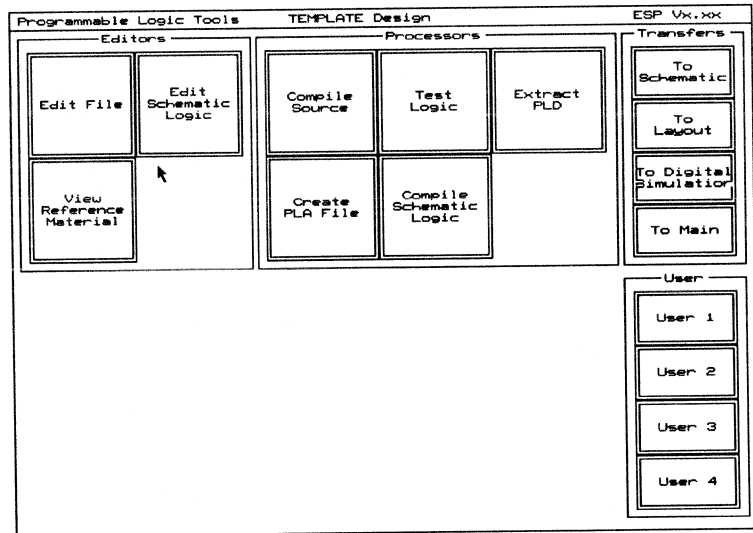 Programmable Logic Tools TEMPLATE Design ESP Vx.xx
Editors
Edit File
Edit
Schematic
Logic
View
Reference
Material
Processors
Compile
Source
Test
Logic
Extract
PLD
Create
PLA File
Compile
Schematic
Logic
Transfers
To
Schematic
To
Layout
To Digital
Simulation
To Main
User
User 1
User 2
User 3
User 4